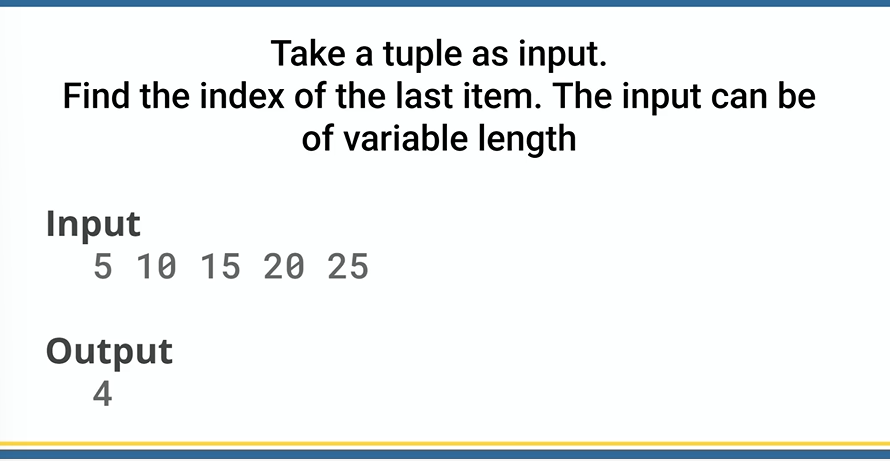 Take a tuple as input.
Find the index of the last item. The input can be
of variable length
Input
5 10 15 20 25
Output
4